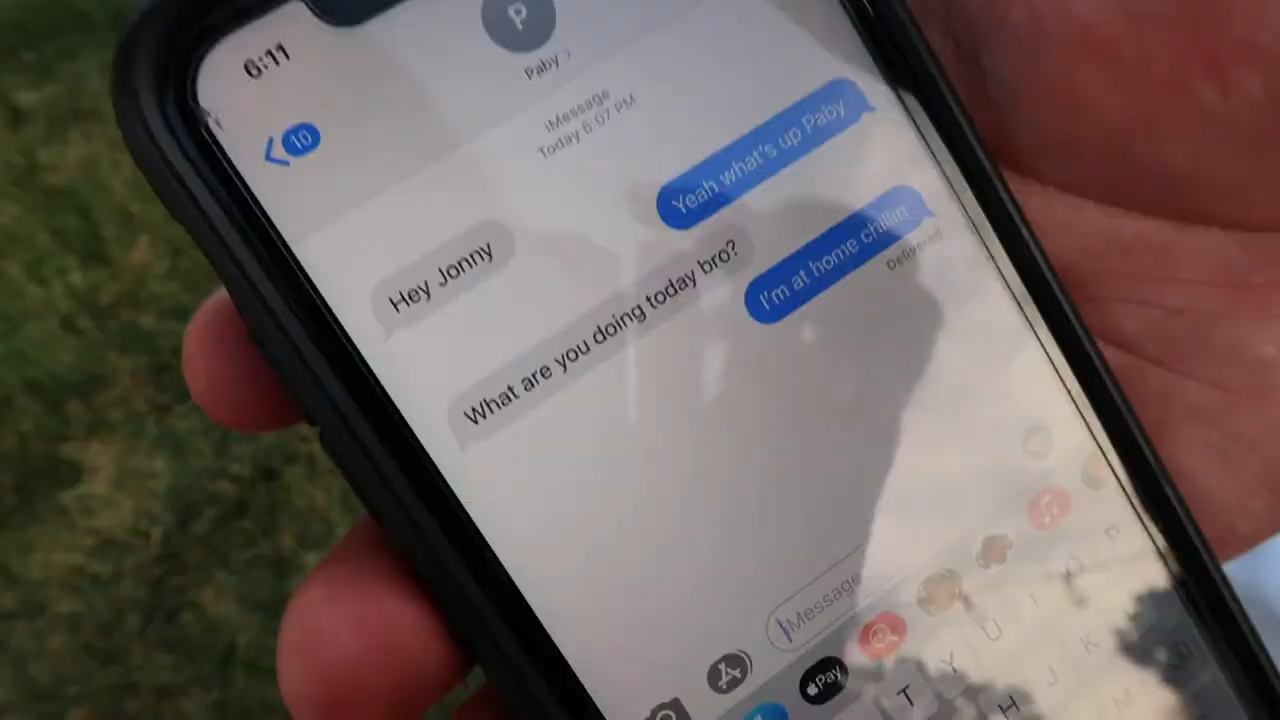 6:11
P
Paby
10
iMessage
Today 6:07 PM
Yeah what's up Paby
Hey Jonny
I'm at home chillin
Delivered
What are you doing today bro?
iMessage
Pay
T Y U I O P
H J K
M